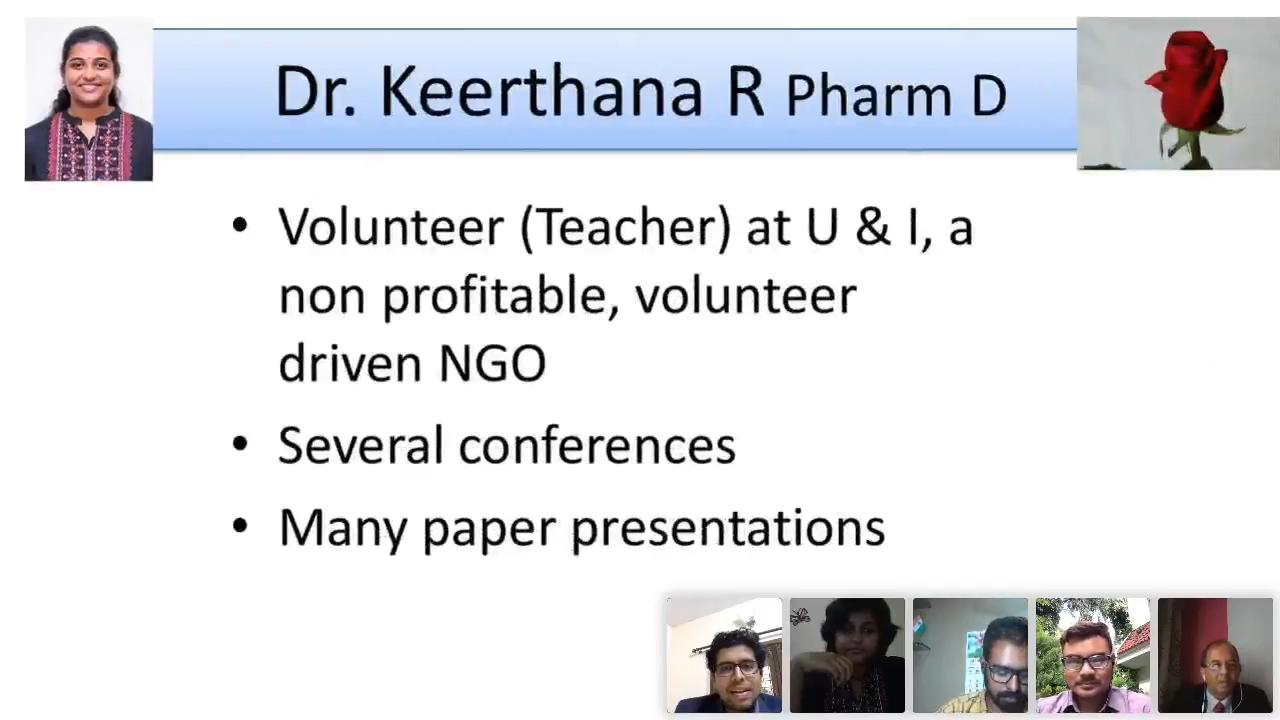 Dr. Keerthana R Pharm D
• Volunteer (Teacher) at U & I, a
non profitable, volunteer
driven NGO
• Several conferences
• Many paper presentations